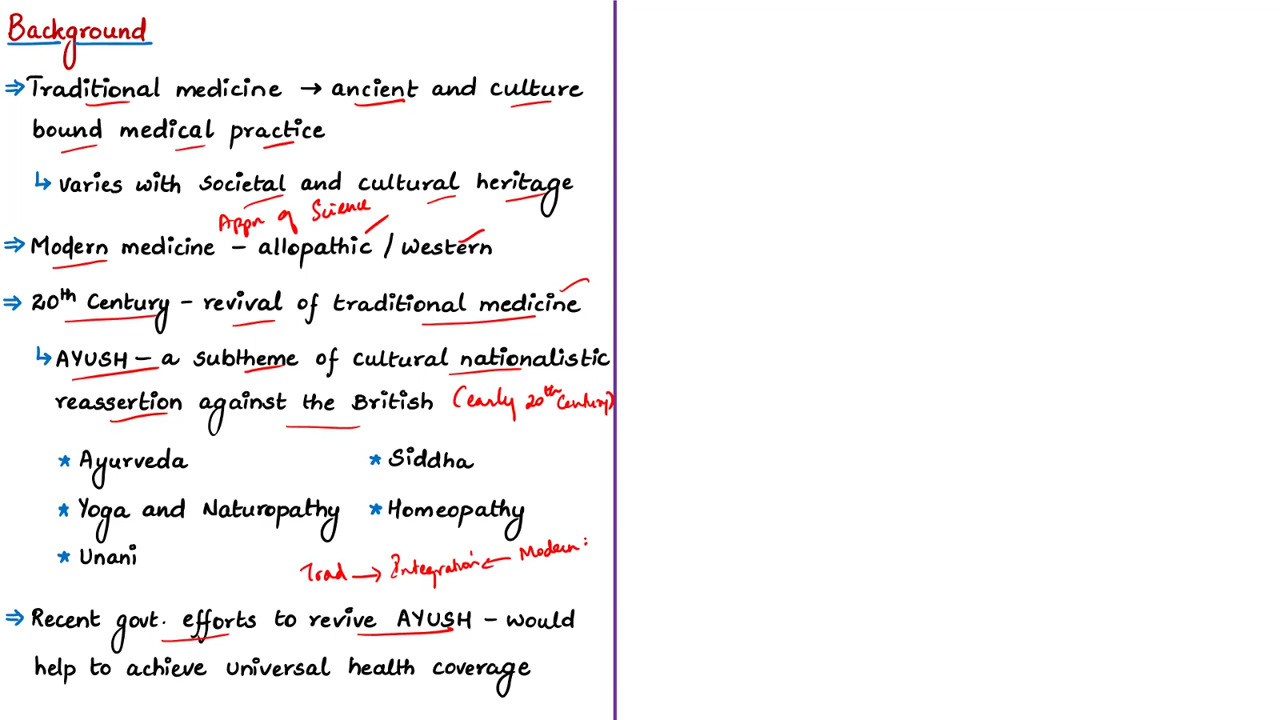 Background
⇒ Traditional medicine → ancient and culture
bound medical practice
↳ varies with societal and cultural heritage
Appn of Science
⇒ Modern medicine – allopathic / western
⇒ 20th Century – revival of traditional medicine
↳ AYUSH – a subtheme of cultural nationalistic
reassertion against the British (early 20th Century)
* Ayurveda * Siddha
* Yoga and Naturopathy * Homeopathy
* Unani
Trad → Integration ← Modern:
⇒ Recent govt. efforts to revive AYUSH – would
help to achieve universal health coverage